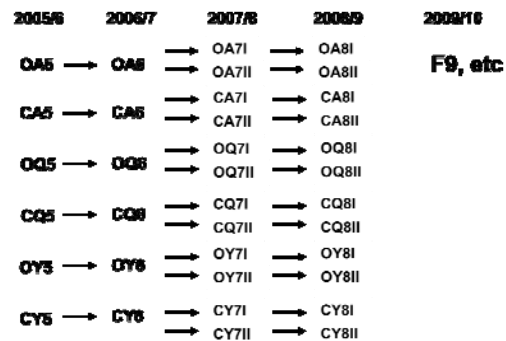 2005/6 2006/7 2007/8 2008/9 2009/10
OA7I OA8I
OA5 OA6 F9, etc
OA7II OA8II
CA7I CA8I
CA5 CA6
CA7II CA8II
OQ7I OQ8I
OQ5 OQ6
OQ7II OQ8II
CQ7I CQ8I
CQ5 CQ6
CQ7II CQ8II
OY7I OY8I
OY5 OY6
OY7II OY8II
CY7I CY8I
CY5 CY6
CY7II CY8II